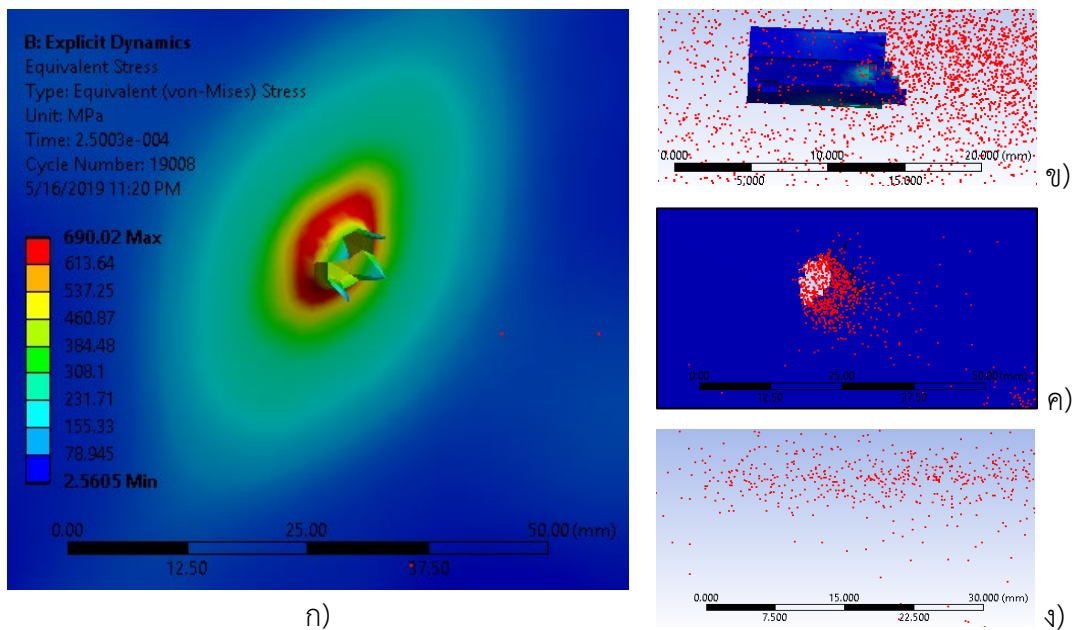 B: Explicit Dynamics
Equivalent Stress
Type: Equivalent (von-Mises) Stress
Unit: MPa
Time: 2.5003e-004
Cycle Number: 19008
5/16/2019 11:20 PM
690.02 Max
613.64
537.25
460.87
384.48
308.1
231.71
155.33
78.945
2.5605 Min
0.00 25.00 50.00 (mm)
12.50 37.50
ก)
0.000 10.000 20.000 (mm)
5.000 15.000
ข)
0.00 25.00 50.00 (mm)
12.50 37.50
ค)
0.000 15.000 30.000 (mm)
7.500 22.500
ง)